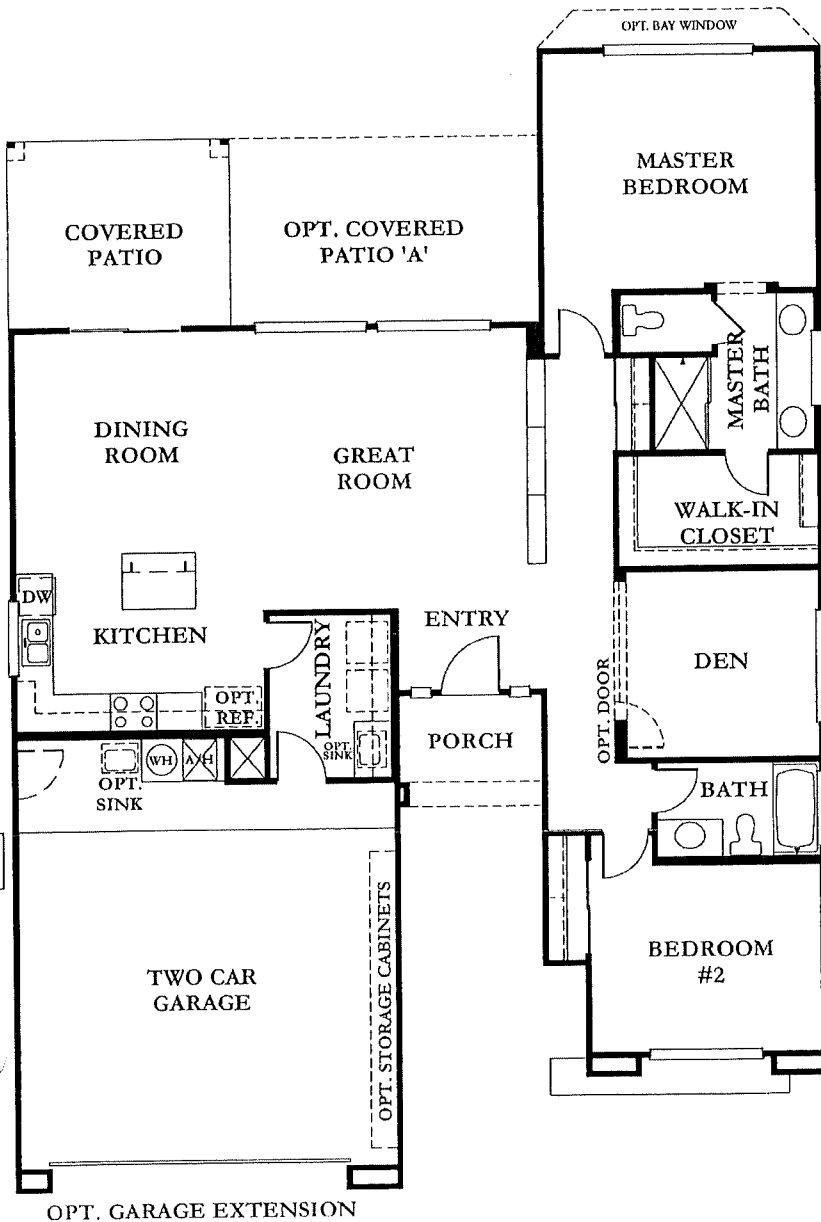 OPT. BAY WINDOW
MASTER
BEDROOM
COVERED
PATIO
OPT. COVERED
PATIO 'A'
MASTER
BATH
DINING
ROOM
GREAT
ROOM
WALK-IN
CLOSET
DW
KITCHEN
ENTRY
LAUNDRY
DEN
OPT. DOOR
OPT.
REF.
OPT.
SINK
PORCH
WH
A/H
OPT.
SINK
BATH
BEDROOM
#2
TWO CAR
GARAGE
OPT. STORAGE CABINETS
OPT. GARAGE EXTENSION